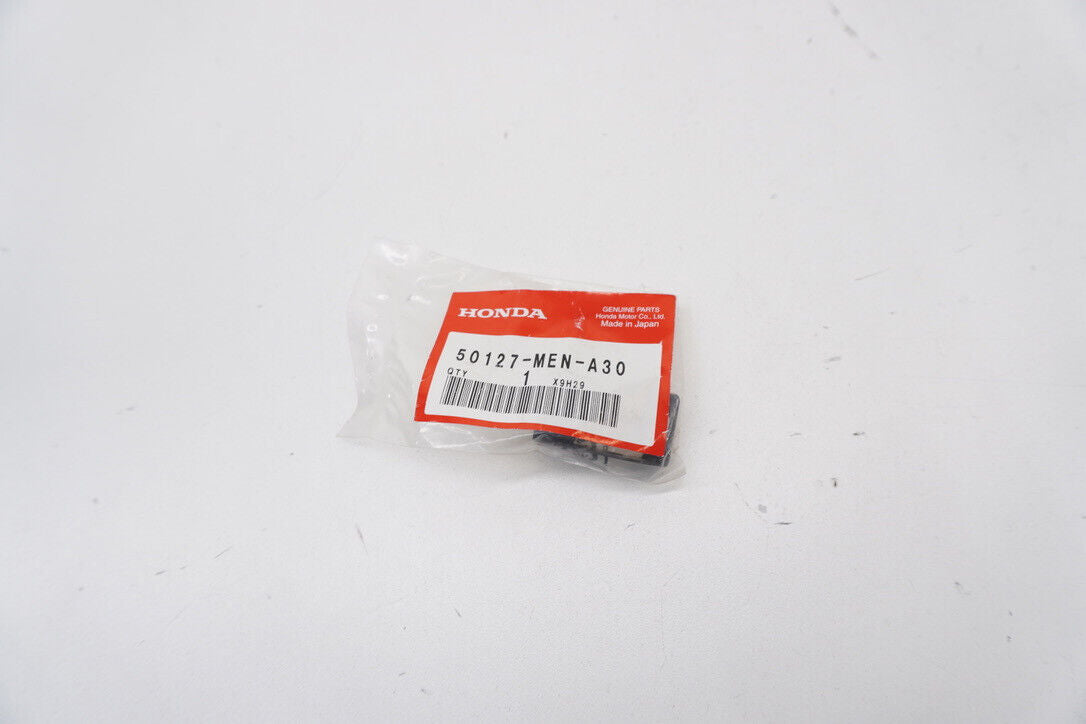 HONDA
GENUINE PARTS
Honda Motor Co., Ltd.
Made in Japan
50127-MEN-A30
QTY 1 X9H29